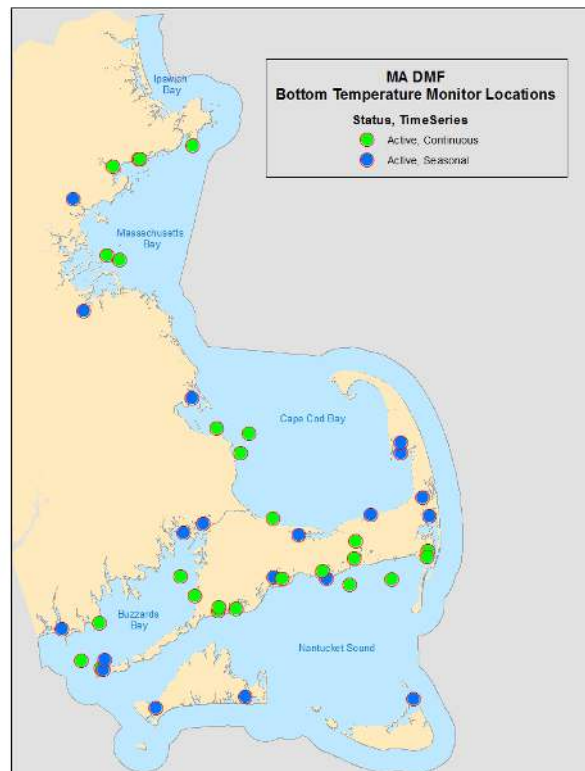 Ipswich
Bay
MA DMF
Bottom Temperature Monitor Locations
Status, TimeSeries
Active, Continuous
Active, Seasonal
Massachusetts
Bay
Cape Cod Bay
Buzzards
Bay
Nantucket Sound